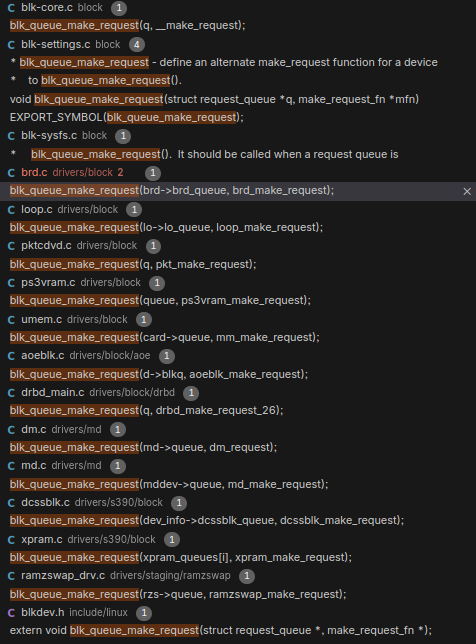 C blk-core.c block 1
blk_queue_make_request(q, __make_request);
C blk-settings.c block 4
* blk_queue_make_request - define an alternate make_request function for a device
* to blk_queue_make_request().
void blk_queue_make_request(struct request_queue *q, make_request_fn *mfn)
EXPORT_SYMBOL(blk_queue_make_request);
C blk-sysfs.c block 1
* blk_queue_make_request(). It should be called when a request queue is
C brd.c drivers/block 2 1
blk_queue_make_request(brd->brd_queue, brd_make_request); ×
C loop.c drivers/block 1
blk_queue_make_request(lo->lo_queue, loop_make_request);
C pktcdvd.c drivers/block 1
blk_queue_make_request(q, pkt_make_request);
C ps3vram.c drivers/block 1
blk_queue_make_request(queue, ps3vram_make_request);
C umem.c drivers/block 1
blk_queue_make_request(card->queue, mm_make_request);
C aoeblk.c drivers/block/aoe 1
blk_queue_make_request(d->blkq, aoeblk_make_request);
C drbd_main.c drivers/block/drbd 1
blk_queue_make_request(q, drbd_make_request_26);
C dm.c drivers/md 1
blk_queue_make_request(md->queue, dm_request);
C md.c drivers/md 1
blk_queue_make_request(mddev->queue, md_make_request);
C dcssblk.c drivers/s390/block 1
blk_queue_make_request(dev_info->dcssblk_queue, dcssblk_make_request);
C xpram.c drivers/s390/block 1
blk_queue_make_request(xpram_queues[i], xpram_make_request);
C ramzswap_drv.c drivers/staging/ramzswap 1
blk_queue_make_request(rzs->queue, ramzswap_make_request);
C blkdev.h include/linux 1
extern void blk_queue_make_request(struct request_queue *, make_request_fn *);